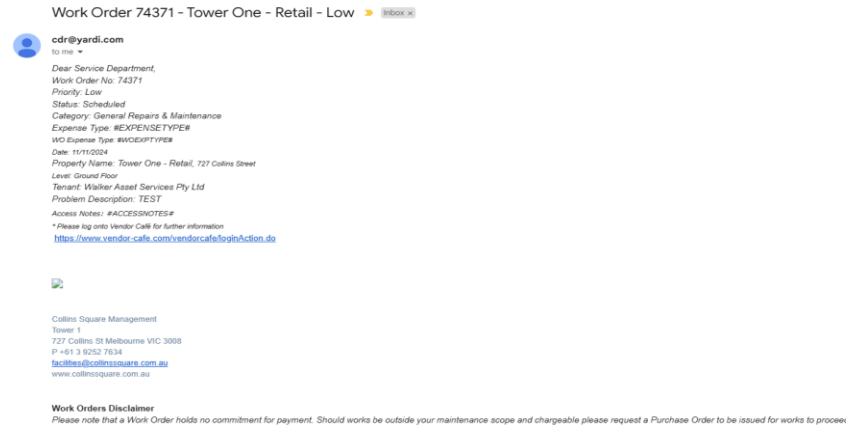 Work Order 74371 - Tower One - Retail - Low
Inbox x
cdr@yardi.com
to me
Dear Service Department,
Work Order No: 74371
Priority: Low
Status: Scheduled
Category: General Repairs & Maintenance
Expense Type: #EXPENSETYPE#
WO Expense Type: #WOEXPTYPE#
Date: 11/11/2024
Property Name: Tower One - Retail, 727 Collins Street
Level: Ground Floor
Tenant: Walker Asset Services Pty Ltd
Problem Description: TEST
Access Notes: #ACCESSNOTES#
* Please log onto Vendor Café for further information
https://www.vendor-cafe.com/vendorcafe/loginAction.do
Collins Square Management
Tower 1
727 Collins St Melbourne VIC 3008
P +61 3 9252 7634
facilities@collinssquare.com.au
www.collinssquare.com.au
Work Orders Disclaimer
Please note that a Work Order holds no commitment for payment. Should works be outside your maintenance scope and chargeable please request a Purchase Order to be issued for works to proceed